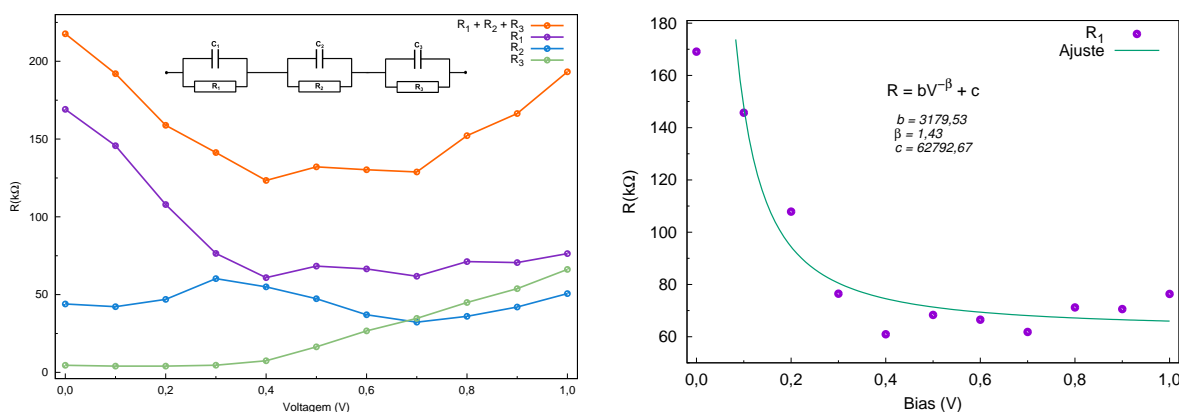 R1 + R2 + R3
R1
R2
R3
C1
C2
C3
R1
R2
R3
R(kΩ)
200
150
100
50
0
0,0
0,2
0,4
0,6
0,8
1,0
Voltagem (V)
R1
Ajuste
R = bV−β + c
b = 3179,53
β = 1,43
c = 62792,67
R(kΩ)
180
160
140
120
100
80
60
0,0
0,2
0,4
0,6
0,8
1,0
Bias (V)